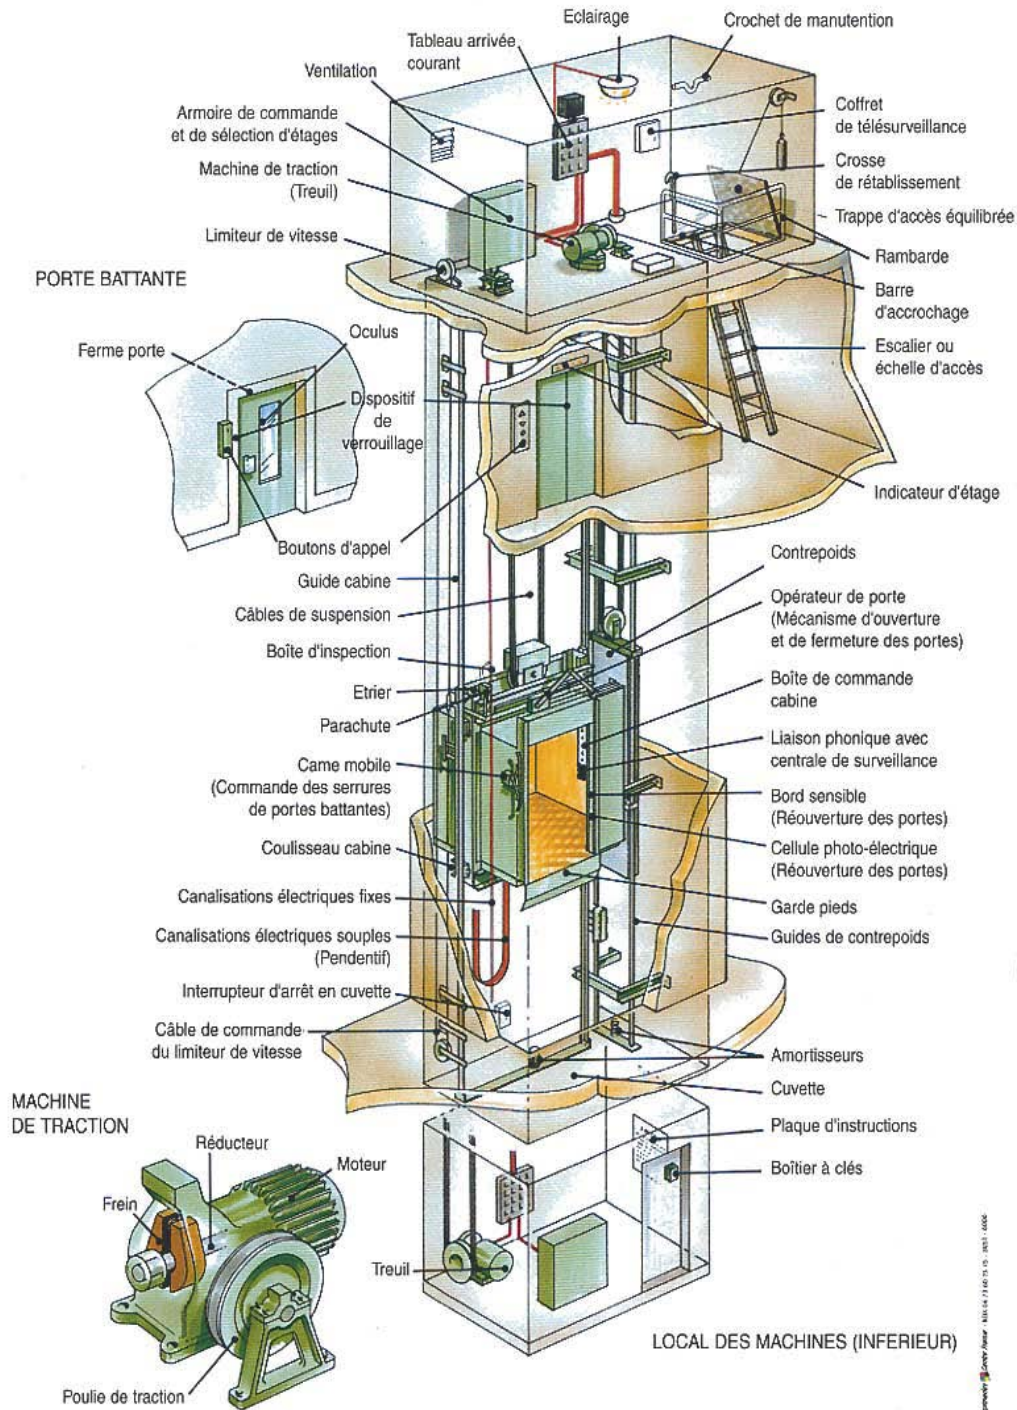 Eclairage
Crochet de manutention
Tableau arrivée
courant
Ventilation
Armoire de commande
et de sélection d'étages
Coffret
de télésurveillance
Machine de traction
(Treuil)
Crosse
de rétablissement
Limiteur de vitesse
Trappe d'accès équilibrée
Rambarde
PORTE BATTANTE
Barre
d'accrochage
Oculus
Ferme porte
Escalier ou
échelle d'accès
Dispositif
de
verrouillage
Indicateur d'étage
Boutons d'appel
Contrepoids
Guide cabine
Opérateur de porte
(Mécanisme d'ouverture
et de fermeture des portes)
Câbles de suspension
Boîte d'inspection
Boîte de commande
cabine
Etrier
Parachute
Liaison phonique avec
centrale de surveillance
Came mobile
(Commande des serrures
de portes battantes)
Bord sensible
(Réouverture des portes)
Coulisseau cabine
Cellule photo-électrique
(Réouverture des portes)
Canalisations électriques fixes
Garde pieds
Canalisations électriques souples
(Pendentif)
Guides de contrepoids
Interrupteur d'arrêt en cuvette
Câble de commande
du limiteur de vitesse
Amortisseurs
Cuvette
MACHINE
DE TRACTION
Plaque d'instructions
Réducteur
Moteur
Boîtier à clés
Frein
Treuil
LOCAL DES MACHINES (INFERIEUR)
Poulie de traction